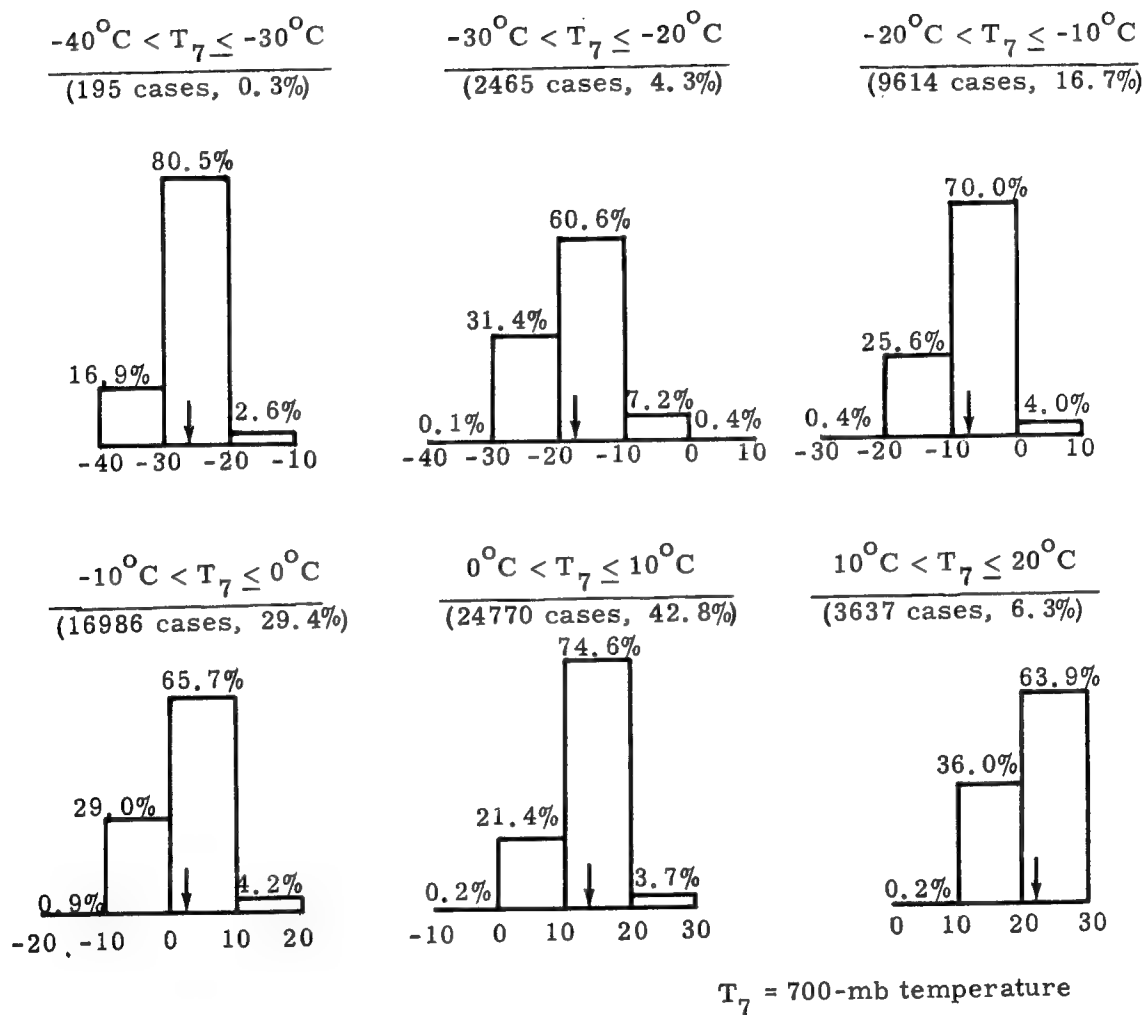 -40°C < T7 ≤ -30°C
(195 cases, 0.3%)
80.5%
16.9%
2.6%
-40 -30 -20 -10
-30°C < T7 ≤ -20°C
(2465 cases, 4.3%)
60.6%
31.4%
7.2%
0.1%
0.4%
-40 -30 -20 -10 0 10
-20°C < T7 ≤ -10°C
(9614 cases, 16.7%)
70.0%
25.6%
4.0%
0.4%
-30 -20 -10 0 10
-10°C < T7 ≤ 0°C
(16986 cases, 29.4%)
65.7%
29.0%
4.2%
0.9%
-20 -10 0 10 20
0°C < T7 ≤ 10°C
(24770 cases, 42.8%)
74.6%
21.4%
3.7%
0.2%
-10 0 10 20 30
10°C < T7 ≤ 20°C
(3637 cases, 6.3%)
63.9%
36.0%
0.2%
0 10 20 30
T7 = 700-mb temperature